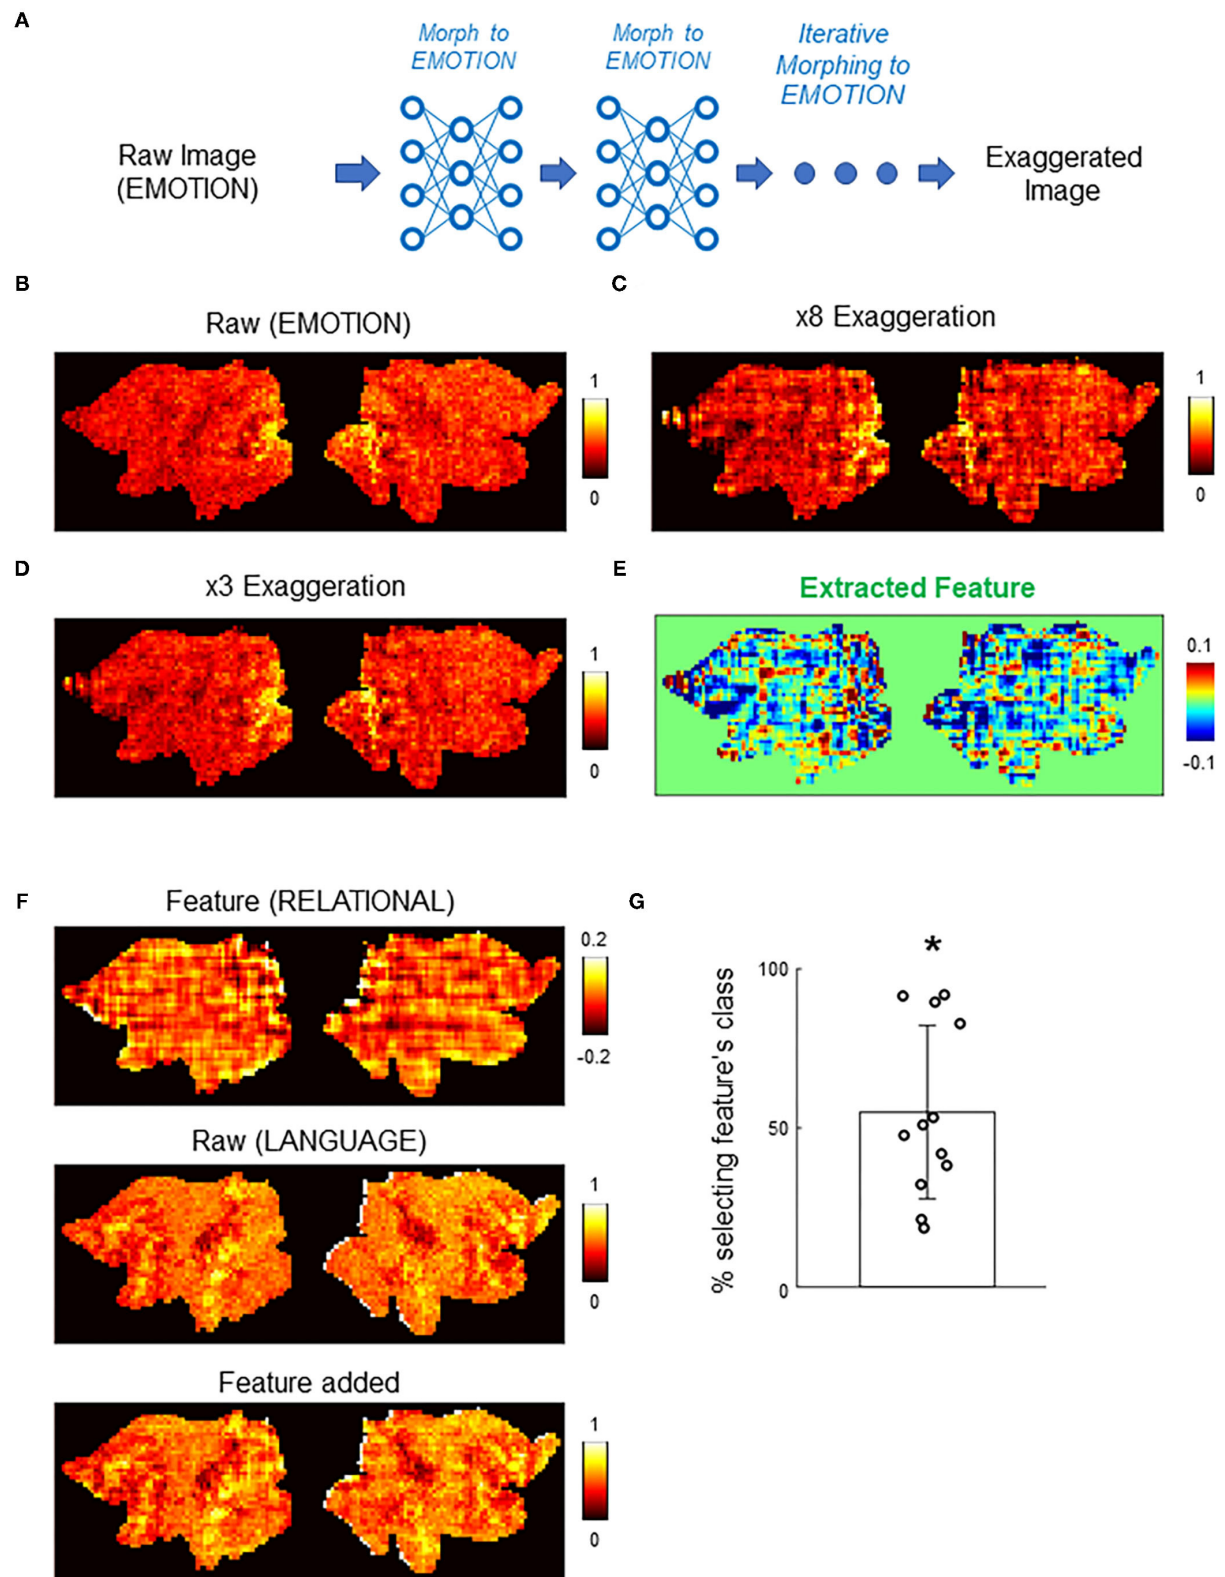 A
Morph to
EMOTION
Morph to
EMOTION
Iterative
Morphing to
EMOTION
Raw Image
(EMOTION)
Exaggerated
Image
B
Raw (EMOTION)
1
0
C
x8 Exaggeration
1
0
D
x3 Exaggeration
1
0
E
Extracted Feature
0.1
-0.1
F
Feature (RELATIONAL)
0.2
-0.2
Raw (LANGUAGE)
1
0
Feature added
1
0
G
*
% selecting feature's class
100
50
0